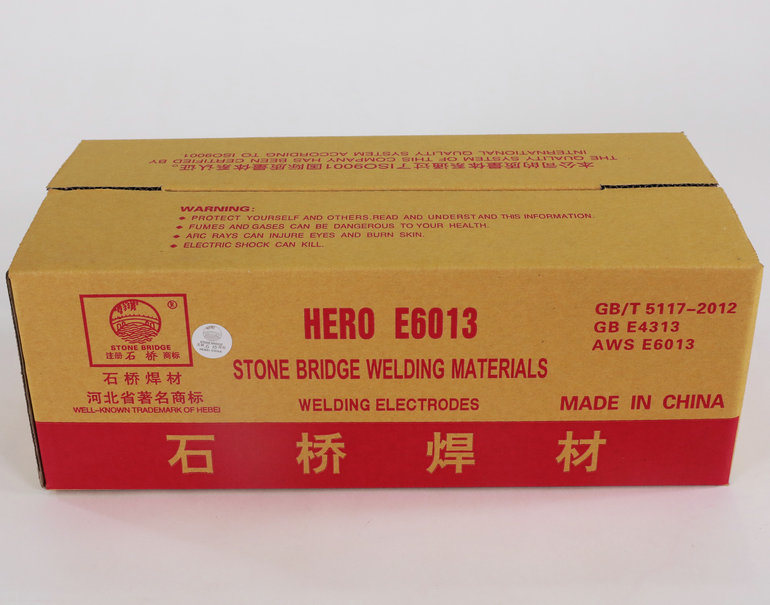 本公司的质量体系通过了ISO9001国际质量体系认证。
THE QUALITY SYSTEM OF THIS COMPANY HAS BEEN CERTIFIED BY
INTERNATIONAL QUALITY SYSTEM ACCORDING TO ISO9001
WARNING:
◆ PROTECT YOURSELF AND OTHERS.READ AND UNDERSTAND THIS INFORMATION.
◆ FUMES AND GASES CAN BE DANGEROUS TO YOUR HEALTH.
◆ ARC RAYS CAN INJURE EYES AND BURN SKIN.
◆ ELECTRIC SHOCK CAN KILL.
®
STONE BRIDGE
注册 石桥 商标
石桥焊材
河北省著名商标
WELL-KNOWN TRADEMARK OF HEBEI
HERO E6013
STONE BRIDGE WELDING MATERIALS
WELDING ELECTRODES
GB/T 5117-2012
GB E4313
AWS E6013
MADE IN CHINA
石桥焊材